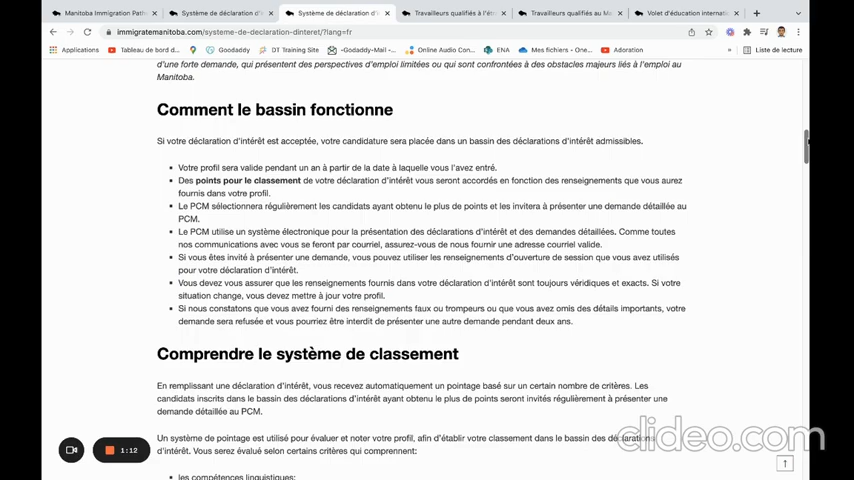 Manitoba Immigration Path
Système de déclaration d'in
Système de déclaration d'I
Travailleurs qualifiés à l'étr
Travailleurs qualifiés au Ma
Volet d'éducation internatio
immigratemanitoba.com/systeme-de-declaration-dinteret/?lang=fr
Applications
Tableau de bord d...
Goodaddy
DT Training Site
-Godaddy-Mail -...
Online Audio Con...
ENA
Mes fichiers - One...
Adoration
Liste de lecture
d'une forte demande, qui présentent des perspectives d'emploi limitées ou qui sont confrontées à des obstacles majeurs liés à l'emploi au
Manitoba.
Comment le bassin fonctionne
Si votre déclaration d'intérêt est acceptée, votre candidature sera placée dans un bassin des déclarations d'intérêt admissibles.
Votre profil sera valide pendant un an à partir de la date à laquelle vous l'avez entré.
Des points pour le classement de votre déclaration d'intérêt vous seront accordés en fonction des renseignements que vous aurez
fournis dans votre profil.
Le PCM sélectionnera régulièrement les candidats ayant obtenu le plus de points et les invitera à présenter une demande détaillée au
PCM.
Le PCM utilise un système électronique pour la présentation des déclarations d'intérêt et des demandes détaillées. Comme toutes
nos communications avec vous se feront par courriel, assurez-vous de nous fournir une adresse courriel valide.
Si vous êtes invité à présenter une demande, vous pouvez utiliser les renseignements d'ouverture de session que vous avez utilisés
pour votre déclaration d'intérêt.
Vous devez vous assurer que les renseignements fournis dans votre déclaration d'intérêt sont toujours véridiques et exacts. Si votre
situation change, vous devez mettre à jour votre profil.
Si nous constatons que vous avez fourni des renseignements faux ou trompeurs ou que vous avez omis des détails importants, votre
demande sera refusée et vous pourriez être interdit de présenter une autre demande pendant deux ans.
Comprendre le système de classement
En remplissant une déclaration d'intérêt, vous recevez automatiquement un pointage basé sur un certain nombre de critères. Les
candidats inscrits dans le bassin des déclarations d'intérêt ayant obtenu le plus de points seront invités régulièrement à présenter une
demande détaillée au PCM.
Un système de pointage est utilisé pour évaluer et noter votre profil, afin d'établir votre classement dans le bassin des déclarations
d'intérêt. Vous serez évalué selon certains critères qui comprennent:
les compétences linguistiques;
1:12
clideo.com